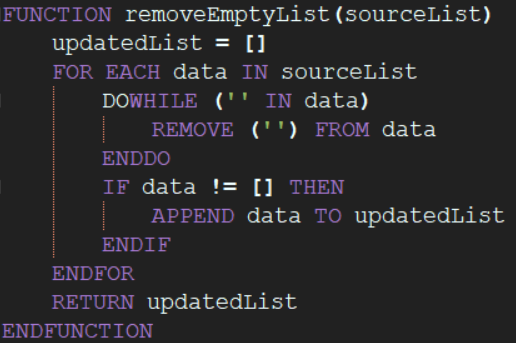 FUNCTION removeEmptyList(sourceList)
updatedList = []
FOR EACH data IN sourceList
DOWHILE ('' IN data)
REMOVE ('') FROM data
ENDDO
IF data != [] THEN
APPEND data TO updatedList
ENDIF
ENDFOR
RETURN updatedList
ENDFUNCTION